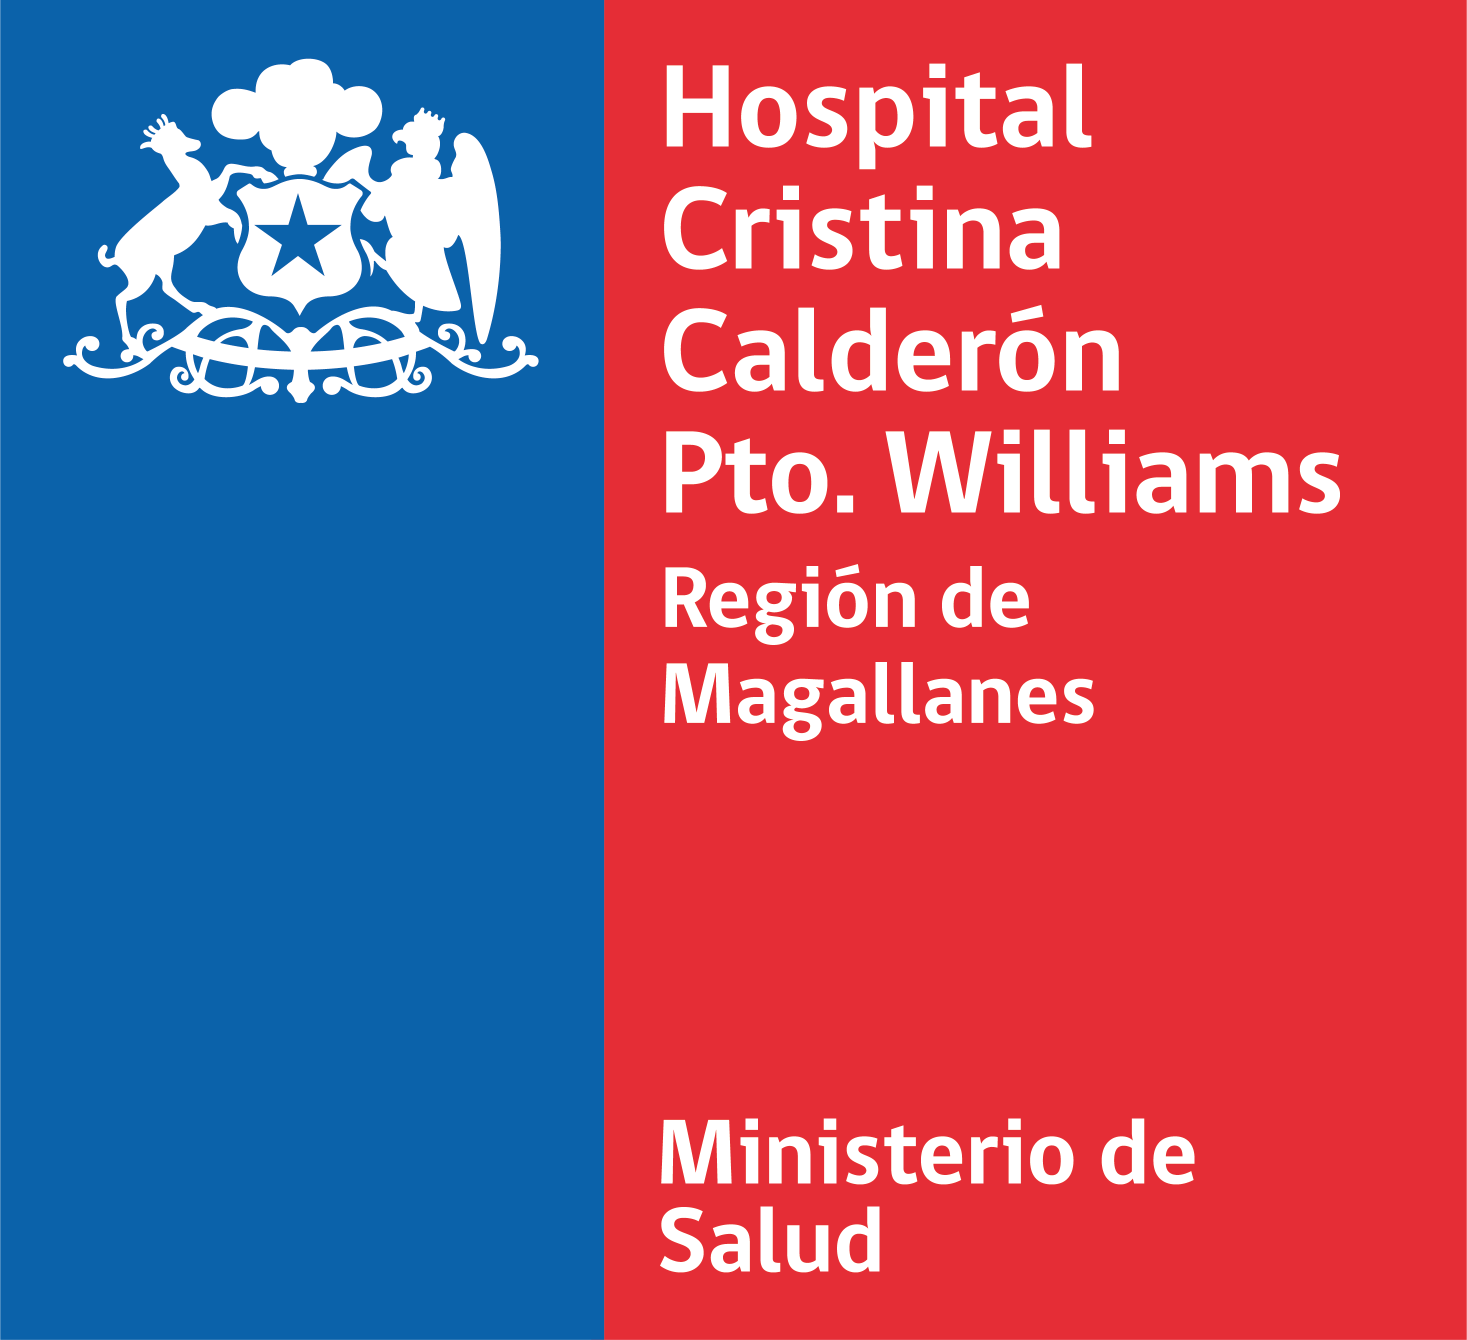 Hospital
Cristina
Calderón
Pto. Williams
Región de
Magallanes
Ministerio de
Salud